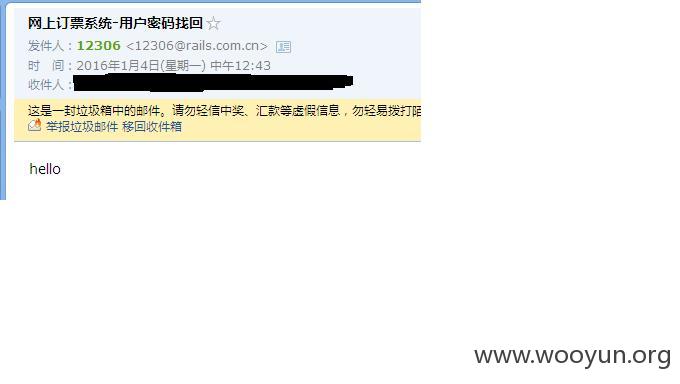 网上订票系统-用户密码找回☆
发件人：12306 <12306@rails.com.cn>
时 间：2016年1月4日(星期一) 中午12:43
收件人：
这是一封垃圾箱中的邮件。请勿轻信中奖、汇款等虚假信息，勿轻易拨打陌
举报垃圾邮件 移回收件箱
hello
www.wooyun.org